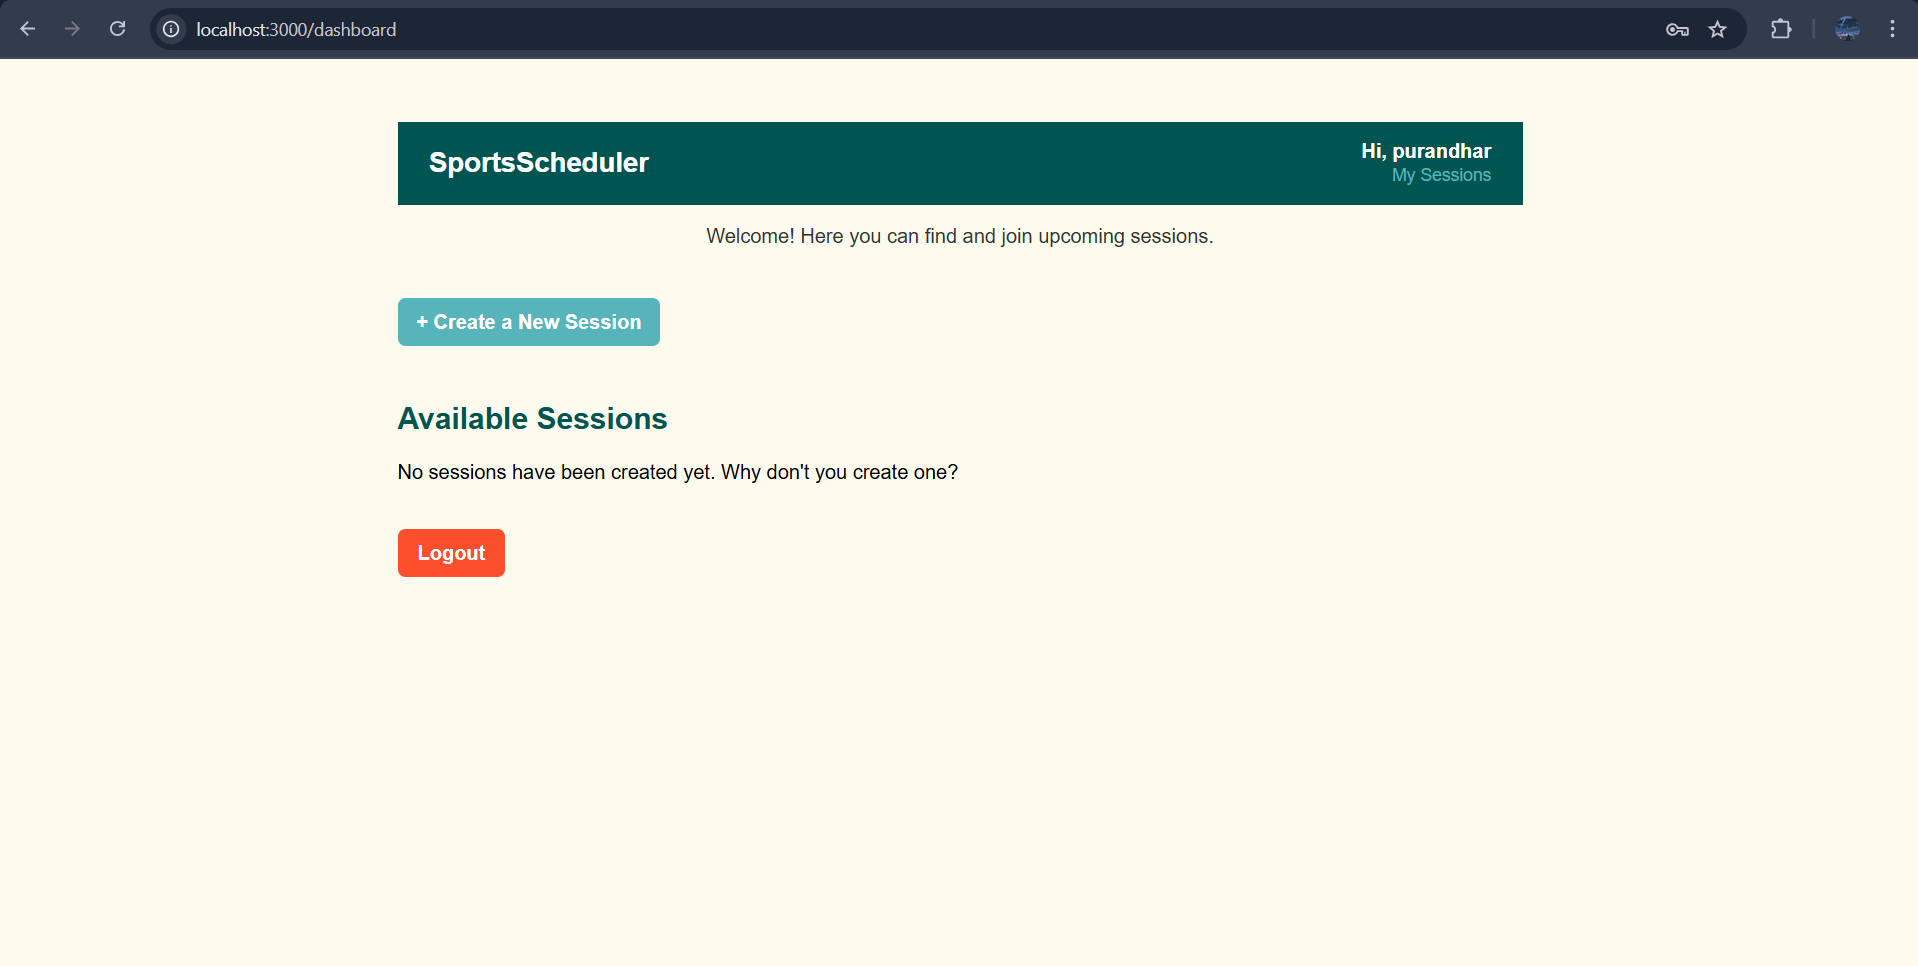 localhost:3000/dashboard
SportsScheduler
Hi, purandhar
My Sessions
Welcome! Here you can find and join upcoming sessions.
+ Create a New Session
Available Sessions
No sessions have been created yet. Why don't you create one?
Logout